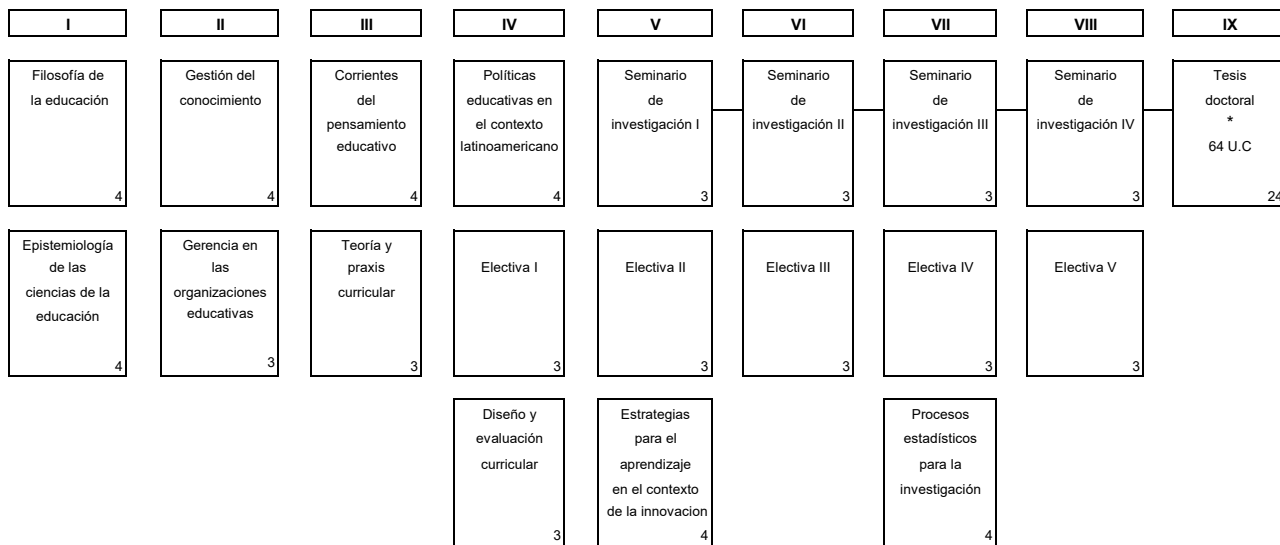 I
II
III
IV
V
VI
VII
VIII
IX
Filosofía de
la educación
4
Gestión del
conocimiento
4
Corrientes
del
pensamiento
educativo
4
Políticas
educativas en
el contexto
latinoamericano
4
Seminario
de
investigación I
3
Seminario
de
investigación II
3
Seminario
de
investigación III
3
Seminario
de
investigación IV
3
Tesis
doctoral
*
64 U.C
24
Epistemiología
de las
ciencias de la
educación
4
Gerencia en
las
organizaciones
educativas
3
Teoría y
praxis
curricular
3
Electiva I
3
Electiva II
3
Electiva III
3
Electiva IV
3
Electiva V
3
Diseño y
evaluación
curricular
3
Estrategias
para el
aprendizaje
en el contexto
de la innovacion
4
Procesos
estadísticos
para la
investigación
4